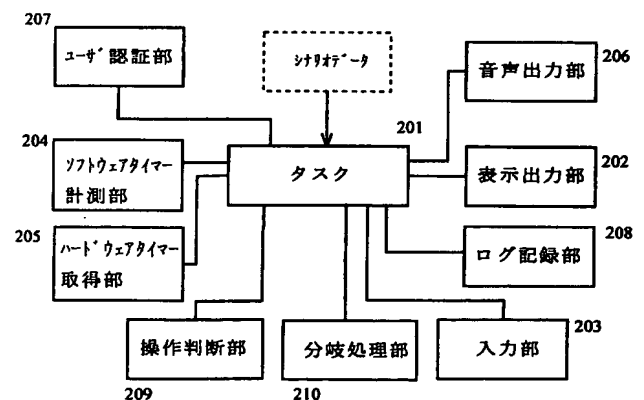 207
ユーザ認証部
シナリオデータ
206
音声出力部
201
204
ソフトウェアタイマー
計測部
タスク
202
表示出力部
205
ハードウェアタイマー
取得部
208
ログ記録部
操作判断部
分岐処理部
入力部
203
209
210